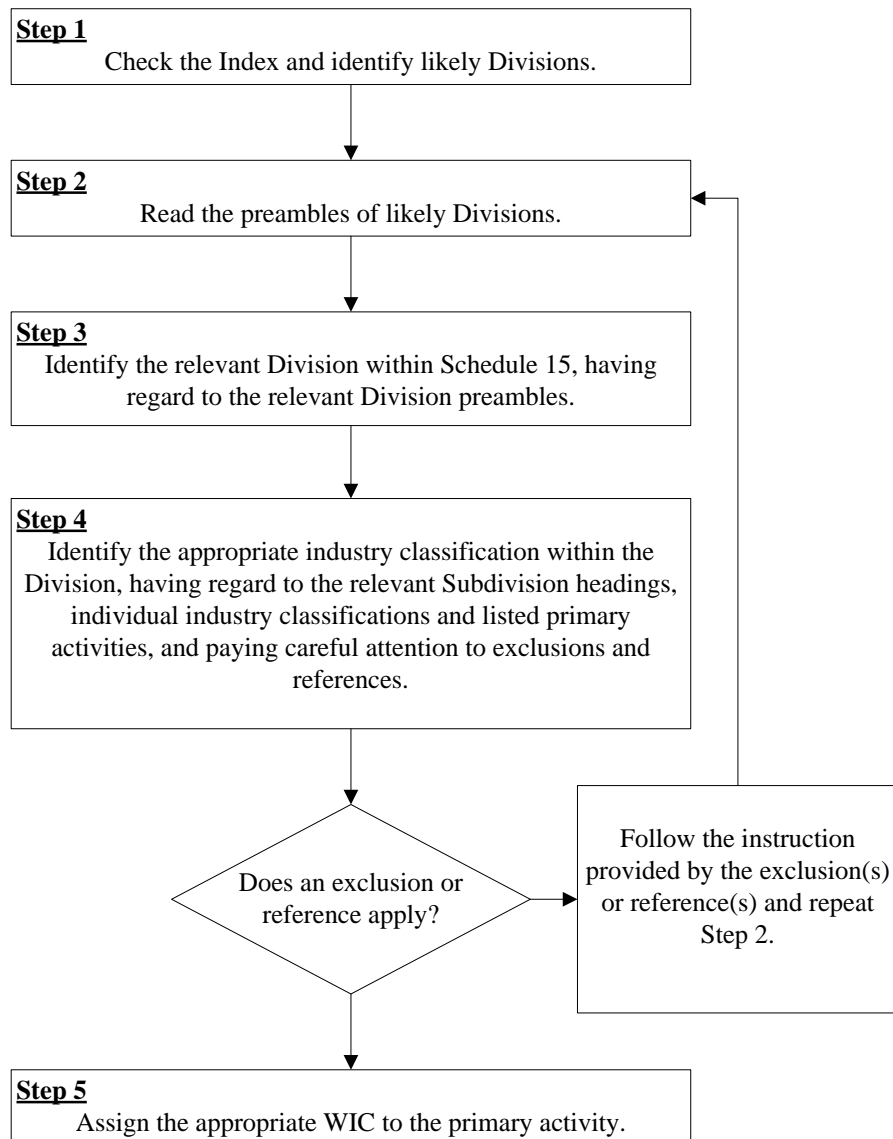 Step 1
Check the Index and identify likely Divisions.
Step 2
Read the preambles of likely Divisions.
Step 3
Identify the relevant Division within Schedule 15, having
regard to the relevant Division preambles.
Step 4
Identify the appropriate industry classification within the
Division, having regard to the relevant Subdivision headings,
individual industry classifications and listed primary
activities, and paying careful attention to exclusions and
references.
Does an exclusion or
reference apply?
Follow the instruction
provided by the exclusion(s)
or reference(s) and repeat
Step 2.
Step 5
Assign the appropriate WIC to the primary activity.